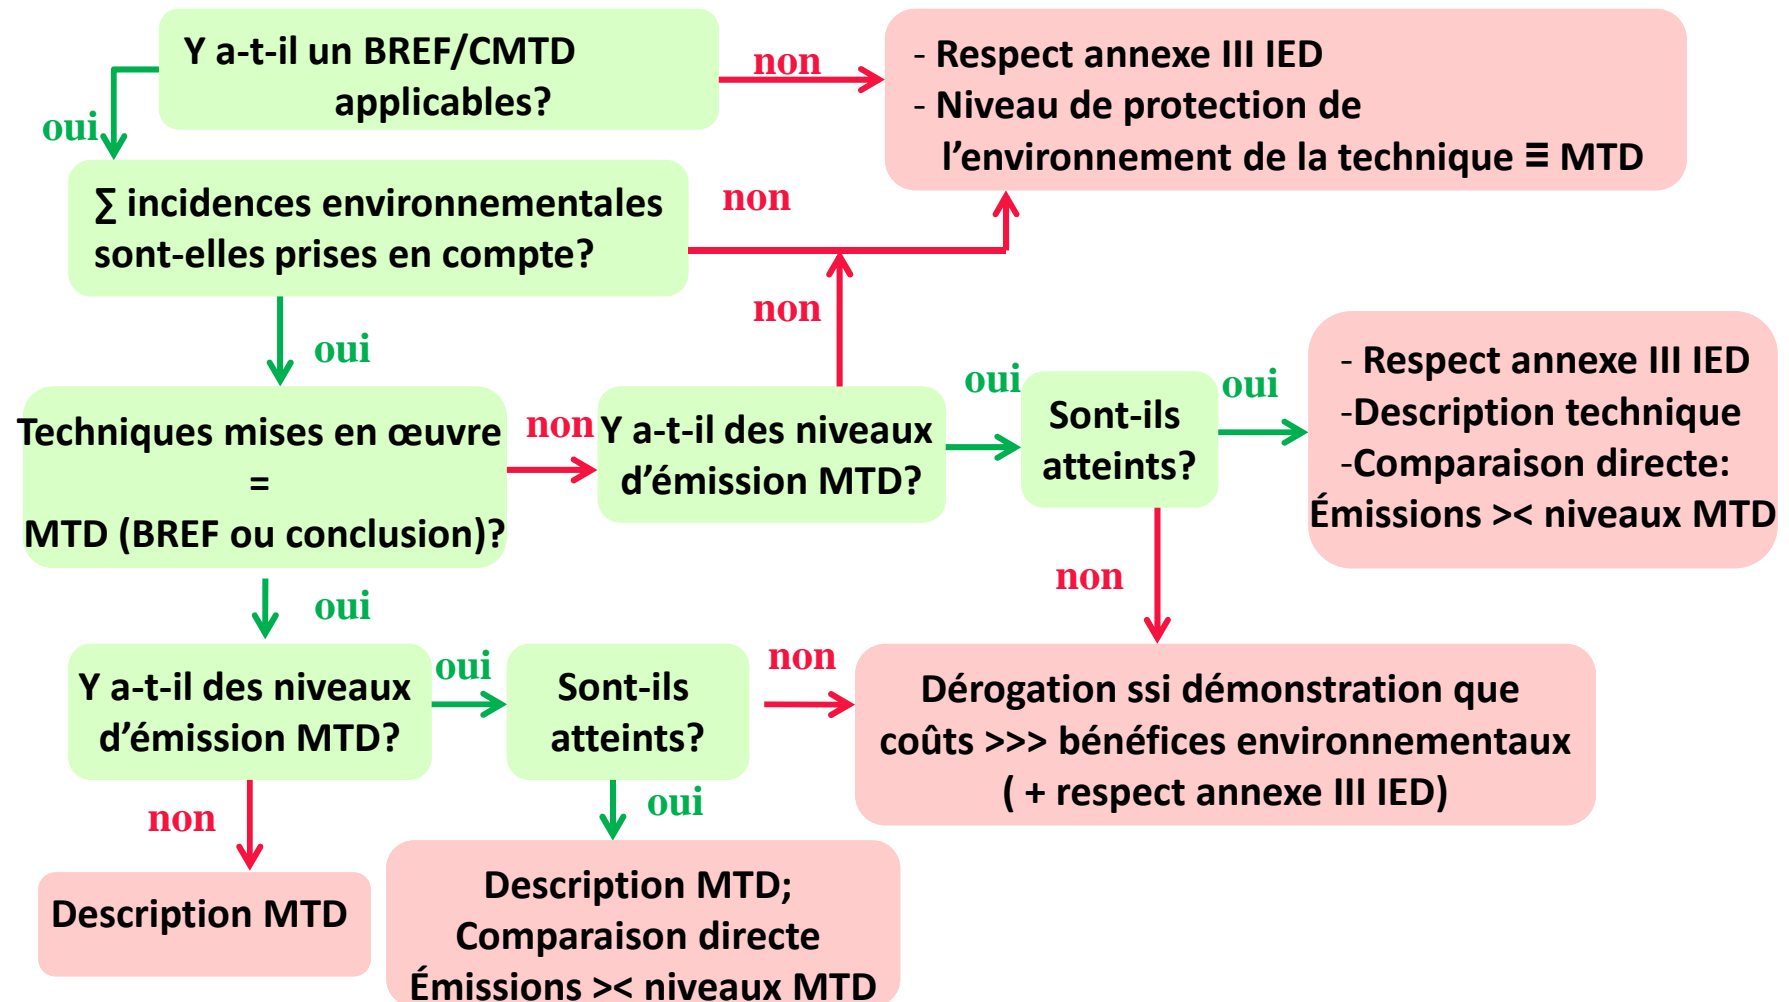 Y a-t-il un BREF/CMTD
applicables?
non
- Respect annexe III IED
- Niveau de protection de
l’environnement de la technique ≡ MTD
oui
∑ incidences environnementales
sont-elles prises en compte?
non
non
oui
Techniques mises en œuvre
=
MTD (BREF ou conclusion)?
non
Y a-t-il des niveaux
d’émission MTD?
oui
Sont-ils
atteints?
oui
- Respect annexe III IED
-Description technique
-Comparaison directe:
Émissions >< niveaux MTD
non
oui
Y a-t-il des niveaux
d’émission MTD?
oui
Sont-ils
atteints?
non
Dérogation ssi démonstration que
coûts >>> bénéfices environnementaux
( + respect annexe III IED)
non
oui
Description MTD
Description MTD;
Comparaison directe
Émissions >< niveaux MTD